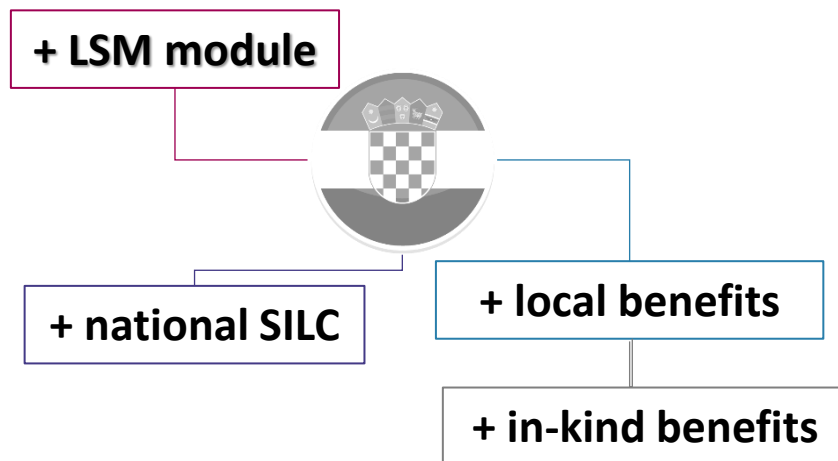 + LSM module
+ national SILC
+ local benefits
+ in-kind benefits